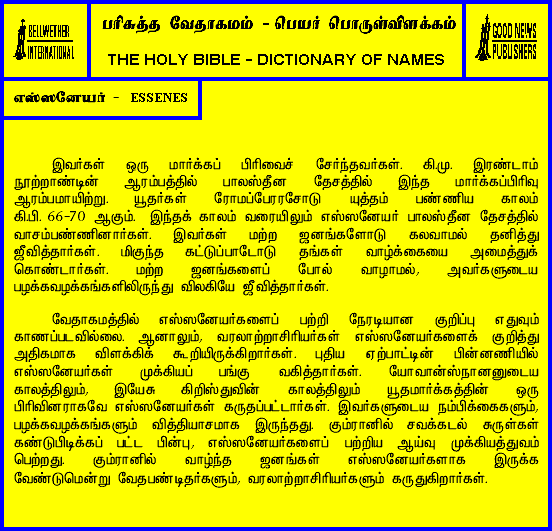 BELLWETHER
INTERNATIONAL
பரிசுத்த வேதாகமம் - பெயர் பொருள்விளக்கம்
THE HOLY BIBLE - DICTIONARY OF NAMES
GOOD NEWS
PUBLISHERS
எஸ்ஸனேயர் - ESSENES
இவர்கள் ஒரு மார்க்கப் பிரிவைச் சேர்ந்தவர்கள். கி.மு. இரண்டாம்
நூற்றாண்டின் ஆரம்பத்தில் பாலஸ்தீன தேசத்தில் இந்த மார்க்கப்பிரிவு
ஆரம்பமாயிற்று. யூதர்கள் ரோமப்பேரரசோடு யுத்தம் பண்ணிய காலம்
கி.பி. 66-70 ஆகும். இந்தக் காலம் வரையிலும் எஸ்ஸனேயர் பாலஸ்தீன தேசத்தில்
வாசம்பண்ணினார்கள். இவர்கள் மற்ற ஜனங்களோடு கலவாமல் தனித்து
ஜீவித்தார்கள். மிகுந்த கட்டுப்பாடோடு தங்கள் வாழ்க்கையை அமைத்துக்
கொண்டார்கள். மற்ற ஜனங்களைப் போல் வாழாமல், அவர்களுடைய
பழக்கவழக்கங்களிலிருந்து விலகியே ஜீவித்தார்கள்.
வேதாகமத்தில் எஸ்ஸனேயர்களைப் பற்றி நேரடியான குறிப்பு எதுவும்
காணப்படவில்லை. ஆனாலும், வரலாற்றாசிரியர்கள் எஸ்ஸனேயர்களைக் குறித்து
அதிகமாக விளக்கிக் கூறியிருக்கிறார்கள். புதிய ஏற்பாட்டின் பின்னணியில்
எஸ்ஸனேயர்கள் முக்கியப் பங்கு வகித்தார்கள். யோவான்ஸ்நானனுடைய
காலத்திலும், இயேசு கிறிஸ்துவின் காலத்திலும் யூதமார்க்கத்தின் ஒரு
பிரிவினராகவே எஸ்ஸனேயர்கள் கருதப்பட்டார்கள். இவர்களுடைய நம்பிக்கைகளும்,
பழக்கவழக்கங்களும் வித்தியாசமாக இருந்தது. கும்ரானில் சவக்கடல் சுருள்கள்
கண்டுபிடிக்கப் பட்ட பின்பு, எஸ்ஸனேயர்களைப் பற்றிய ஆய்வு முக்கியத்துவம்
பெற்றது. கும்ரானில் வாழ்ந்த ஜனங்கள் எஸ்ஸனேயர்களாக இருக்க
வேண்டுமென்று வேதபண்டிதர்களும், வரலாற்றாசிரியர்களும் கருதுகிறார்கள்.